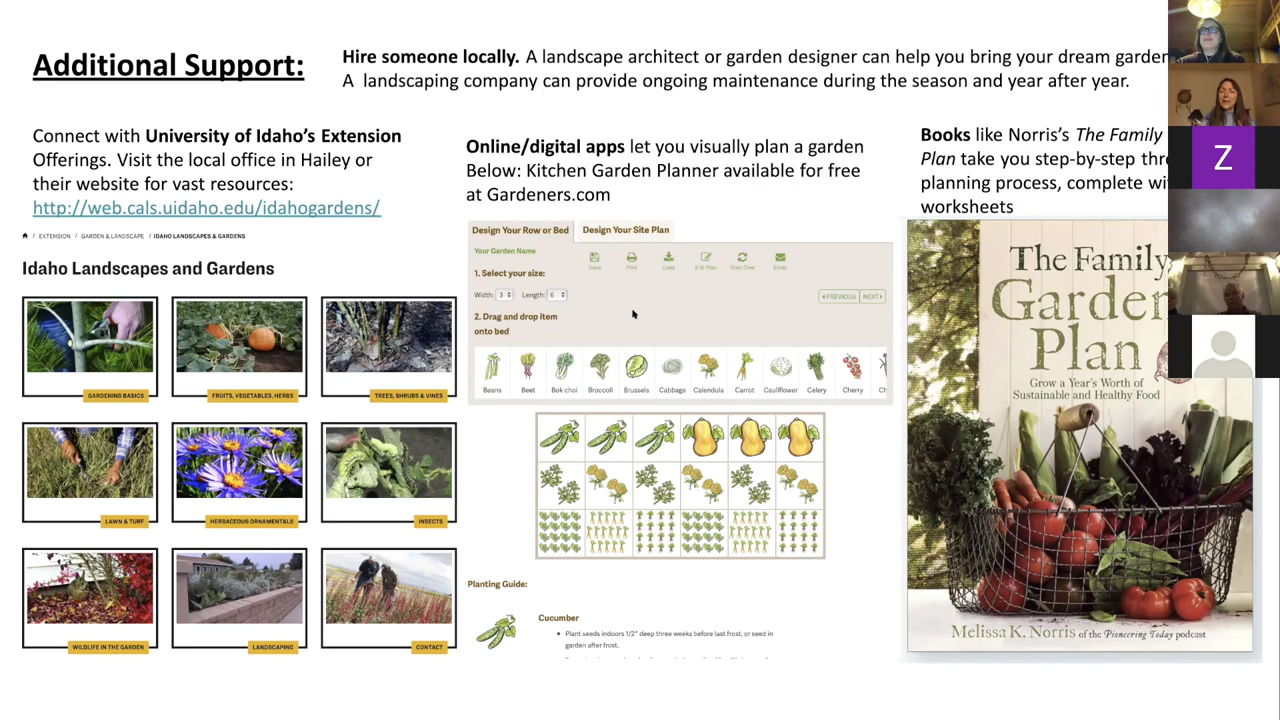 Additional Support:
Hire someone locally. A landscape architect or garden designer can help you bring your dream garden
A landscaping company can provide ongoing maintenance during the season and year after year.
Connect with University of Idaho's Extension
Offerings. Visit the local office in Hailey or
their website for vast resources:
http://web.cals.uidaho.edu/idahogardens/
/ EXTENSION / GARDEN & LANDSCAPE / IDAHO LANDSCAPES & GARDENS
Idaho Landscapes and Gardens
GARDENING BASICS
FRUITS, VEGETABLES, HERBS
TREES, SHRUBS & VINES
LAWN & TURF
HERBACEOUS ORNAMENTALS
INSECTS
WILDLIFE IN THE GARDEN
LANDSCAPING
CONTACT
Online/digital apps let you visually plan a garden
Below: Kitchen Garden Planner available for free
at Gardeners.com
Design Your Row or Bed
Design Your Site Plan
Your Garden Name
Save Print Load Edit Plan Start Over Email
1. Select your size:
Width: 3 Length: 6
PREVIOUS NEXT
2. Drag and drop item
onto bed
Beans Beet Bok choi Broccoli Brussels Cabbage Calendula Carrot Cauliflower Celery Cherry Ch
Planting Guide:
Cucumber
Plant seeds indoors 1/2" deep three weeks before last frost, or seed in
garden after frost.
Books like Norris's The Family
Plan take you step-by-step thr
planning process, complete wi
worksheets
The Family
Garden
Plan
Grow a Year's Worth of
Sustainable and Healthy Food
Melissa K. Norris of the Pioneering Today podcast
Z